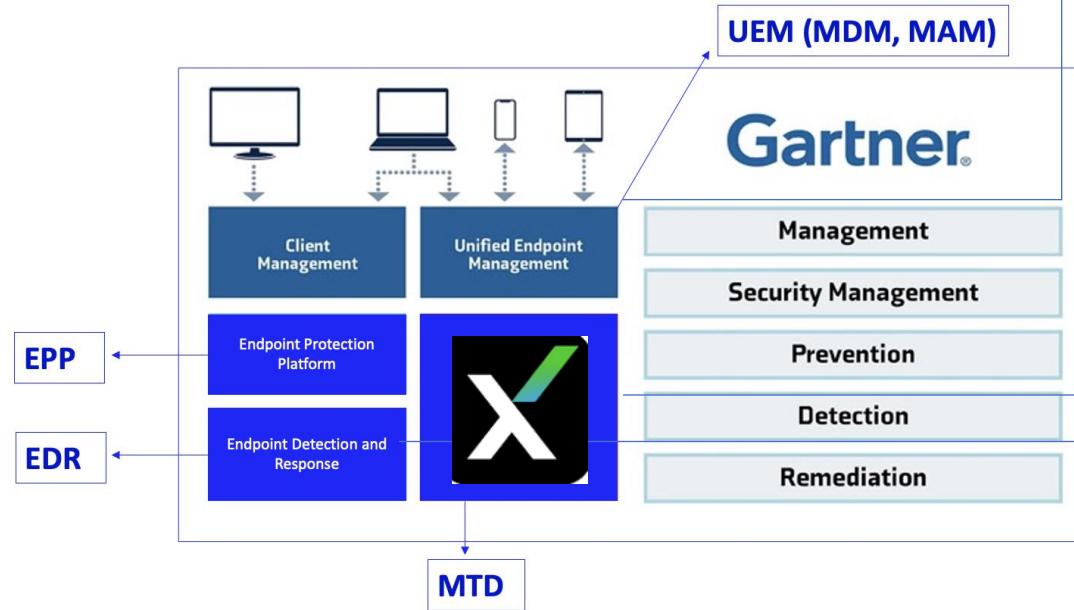 UEM (MDM, MAM)
Gartner®
Client
Management
Unified Endpoint
Management
Management
Security Management
EPP
Endpoint Protection
Platform
Prevention
EDR
Endpoint Detection and
Response
X
Detection
Remediation
MTD